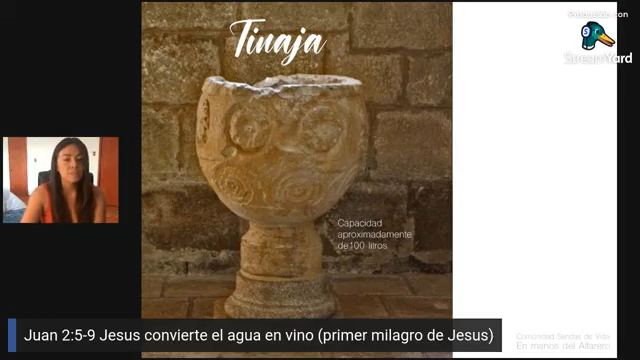 Tinaja
StreamYard
Capacidad
aproximadamente
de100 litros
Juan 2:5-9 Jesus convierte el agua en vino (primer milagro de Jesus)
Comunidad Sendas de Vida
En manos del Alfarero